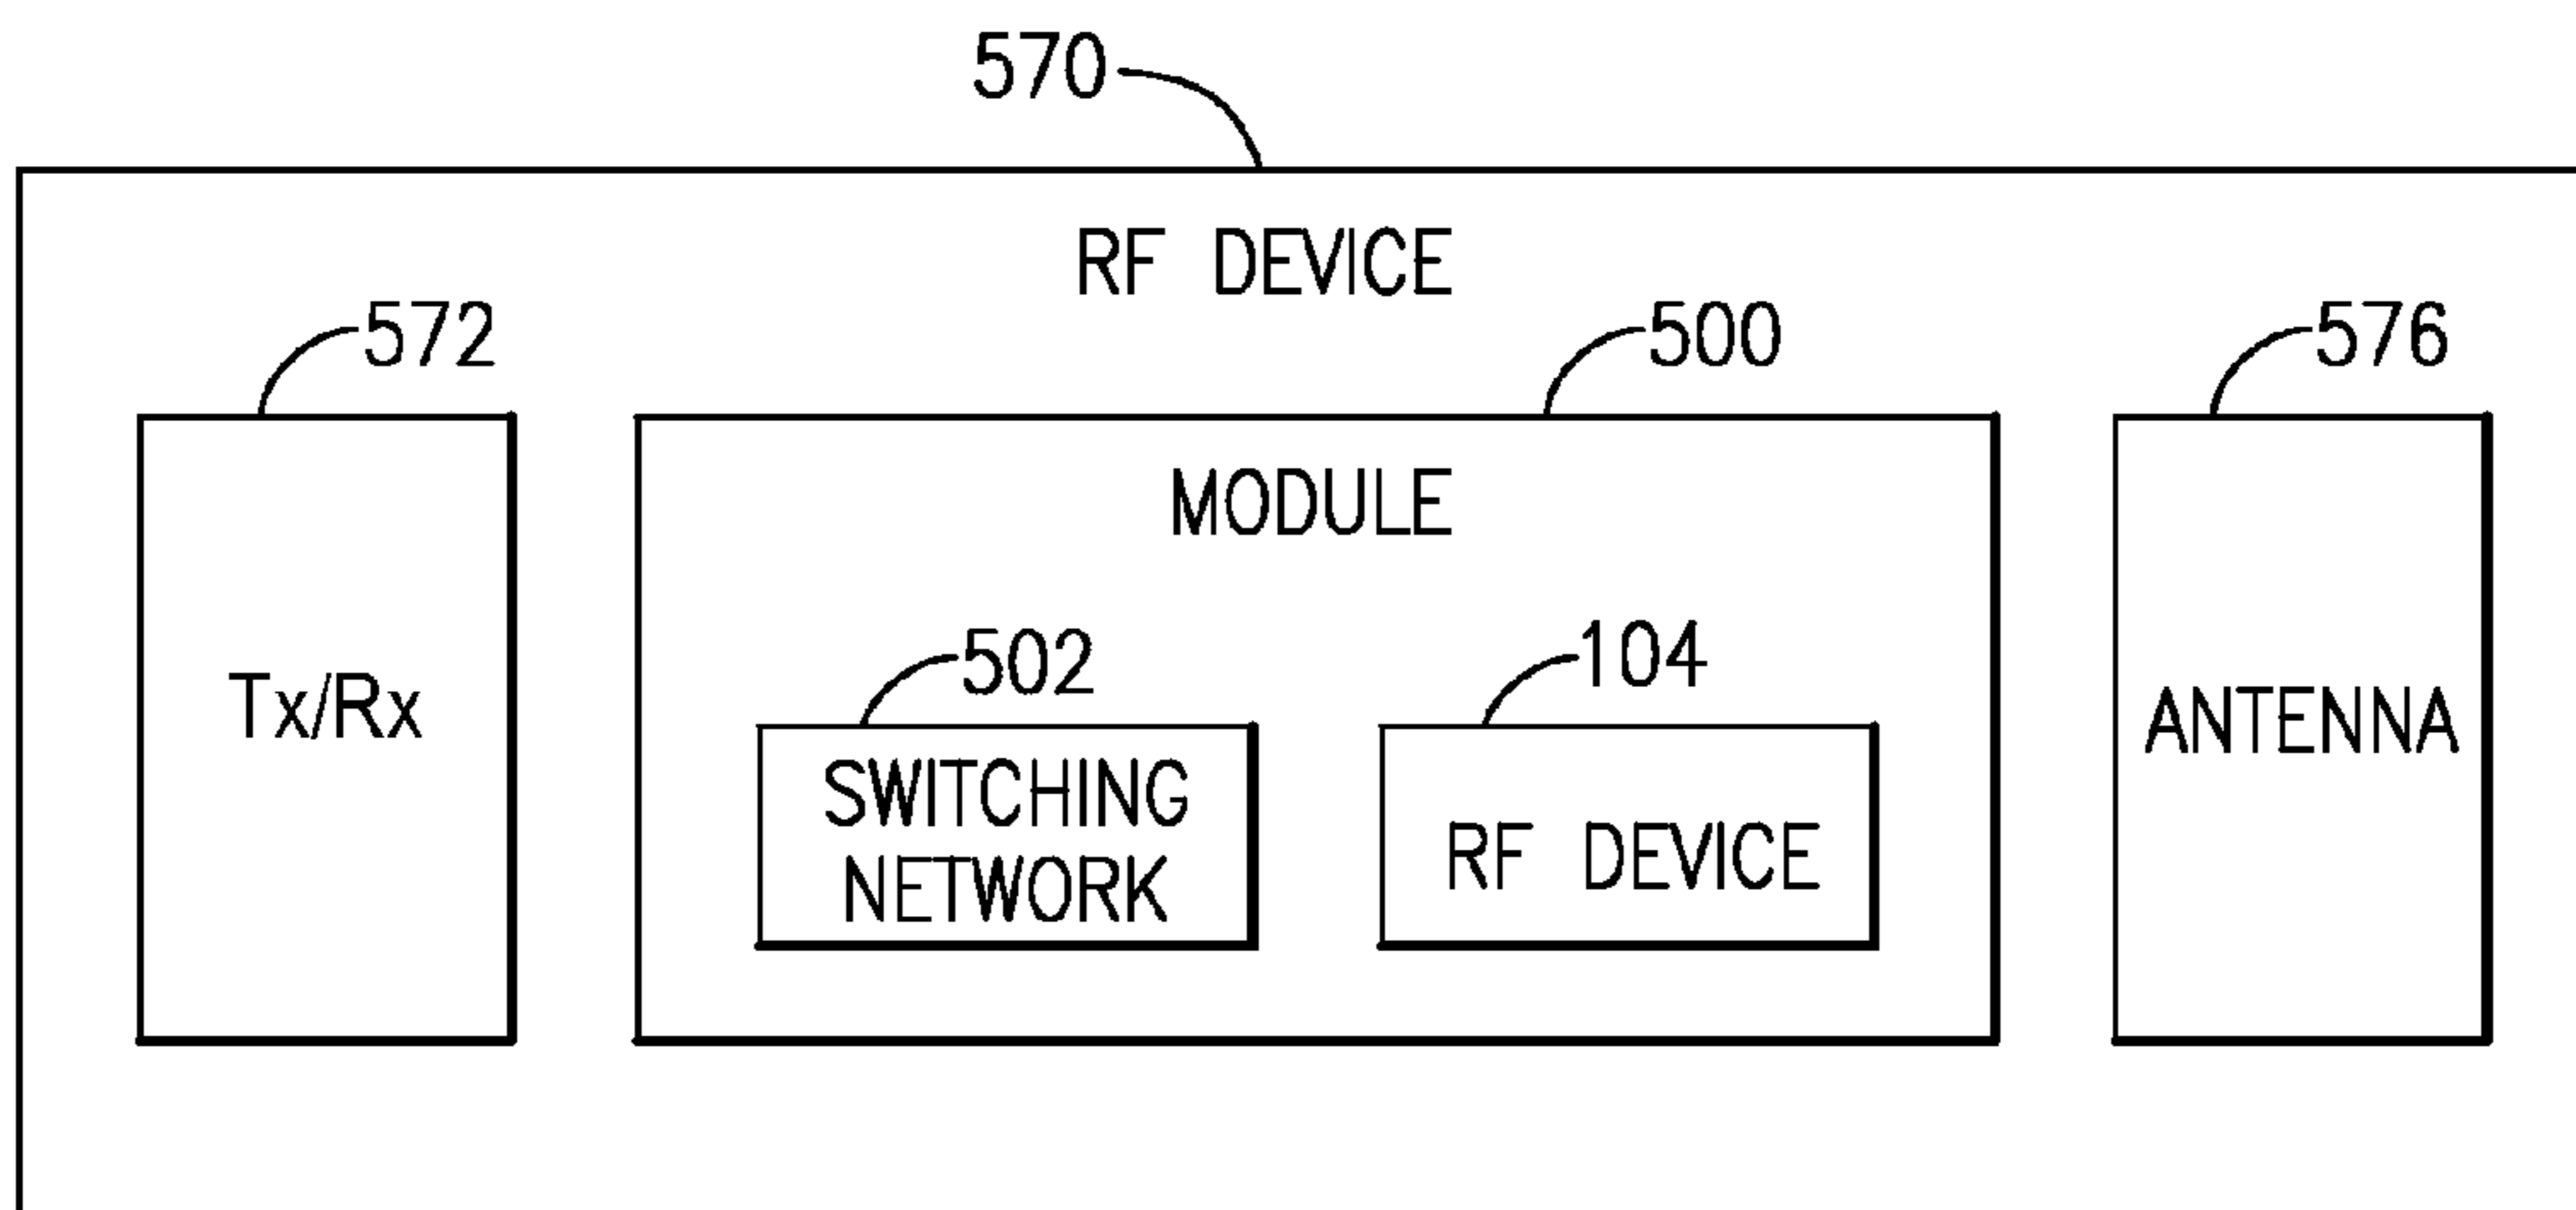 570
RF DEVICE
572
500
576
MODULE
Tx/Rx
502
104
ANTENNA
SWITCHING
NETWORK
RF DEVICE